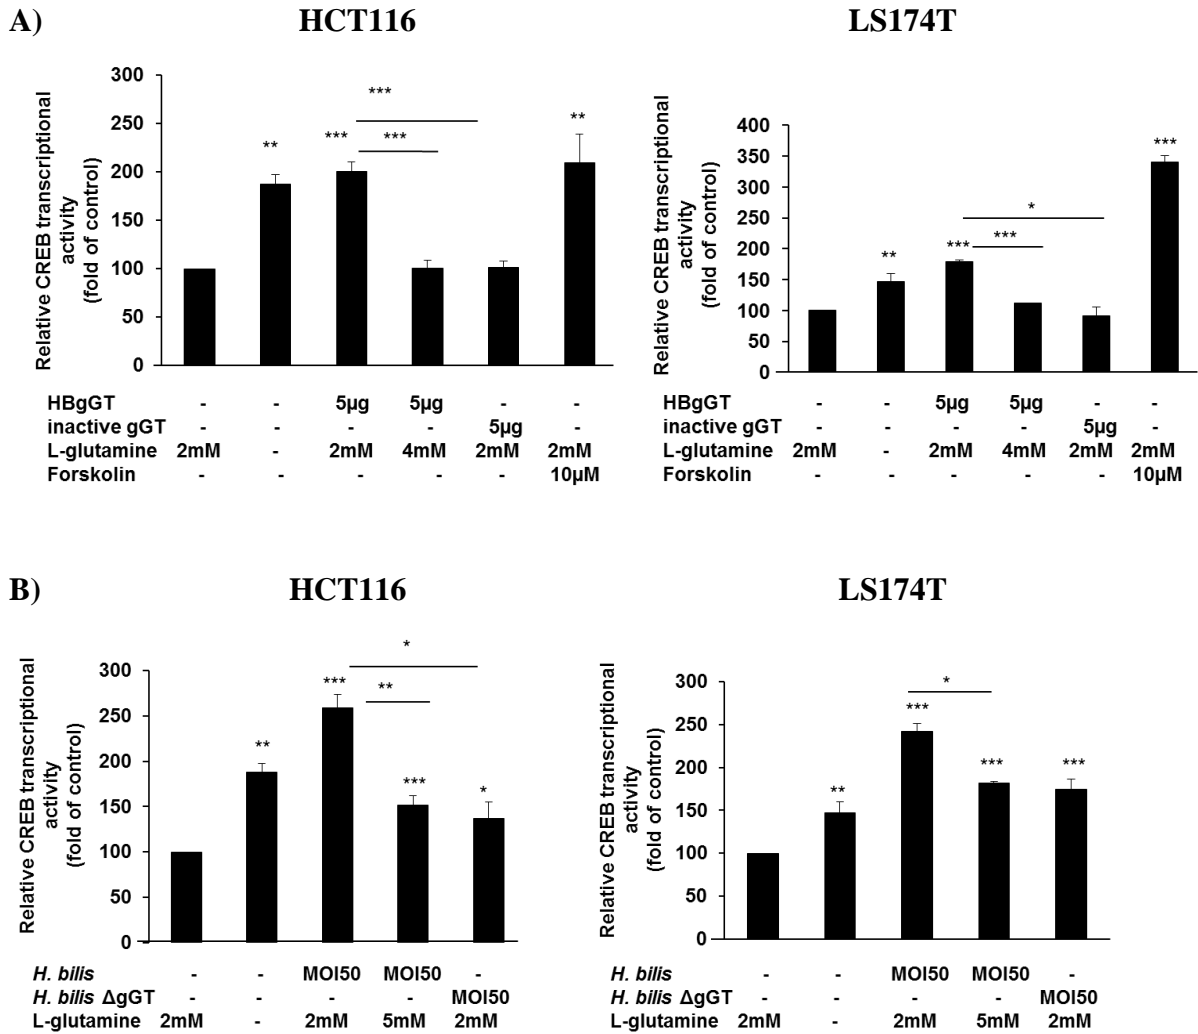 A)
HCT116
LS174T
Relative CREB transcriptional
activity
(fold of control)
300
250
200
150
100
50
0
** *** *** *** **
HBgGT - - 5µg 5µg - -
inactive gGT - - - - 5µg -
L-glutamine 2mM - 2mM 4mM 2mM 2mM
Forskolin - - - - - 10µM
Relative CREB transcriptional
activity
(fold of control)
400
350
300
250
200
150
100
50
0
** *** *** * ***
HBgGT - - 5µg 5µg - -
inactive gGT - - - - 5µg -
L-glutamine 2mM - 2mM 4mM 2mM 2mM
Forskolin - - - - - 10µM
B)
HCT116
LS174T
Relative CREB transcriptional
activity
(fold of control)
300
250
200
150
100
50
0
** *** ** * *** *
H. bilis - - MOI50 MOI50 -
H. bilis ΔgGT - - - - MOI50
L-glutamine 2mM - 2mM 5mM 2mM
Relative CREB transcriptional
activity
(fold of control)
300
250
200
150
100
50
0
** *** * *** ***
H. bilis - - MOI50 MOI50 -
H. bilis ΔgGT - - - - MOI50
L-glutamine 2mM - 2mM 5mM 2mM